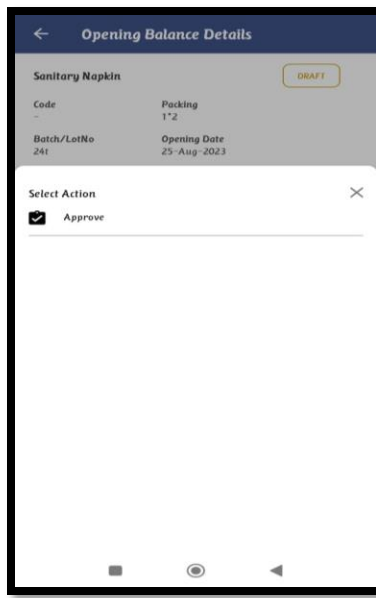 Opening Balance Details
Sanitary Napkin DRAFT
Code Packing
- 1*2
Batch/LotNo Opening Date
24t 25-Aug-2023
Select Action
Approve